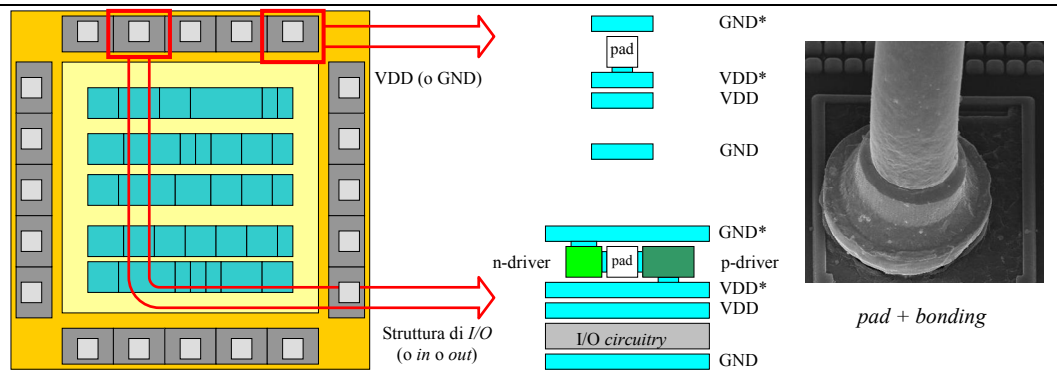 VDD (o GND)
GND*
pad
VDD*
VDD
GND
GND*
n-driver
pad
p-driver
VDD*
VDD
I/O circuitry
GND
Struttura di I/O
(o in o out)
pad + bonding